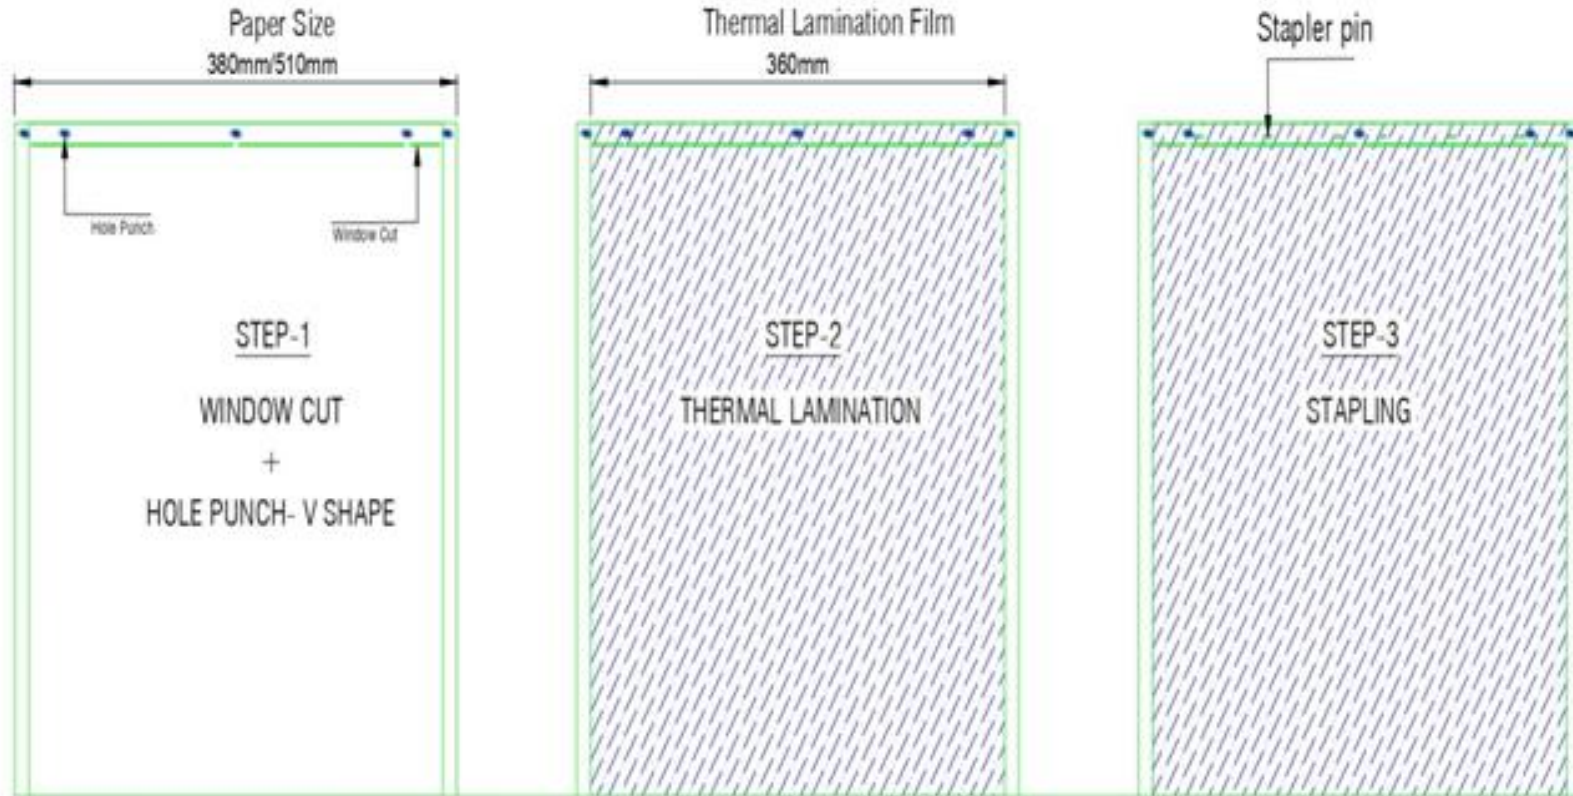 Paper Size
380mm/510mm
Hole Punch
Window Cut
STEP-1
WINDOW CUT
+
HOLE PUNCH- V SHAPE
Thermal Lamination Film
360mm
STEP-2
THERMAL LAMINATION
Stapler pin
STEP-3
STAPLING